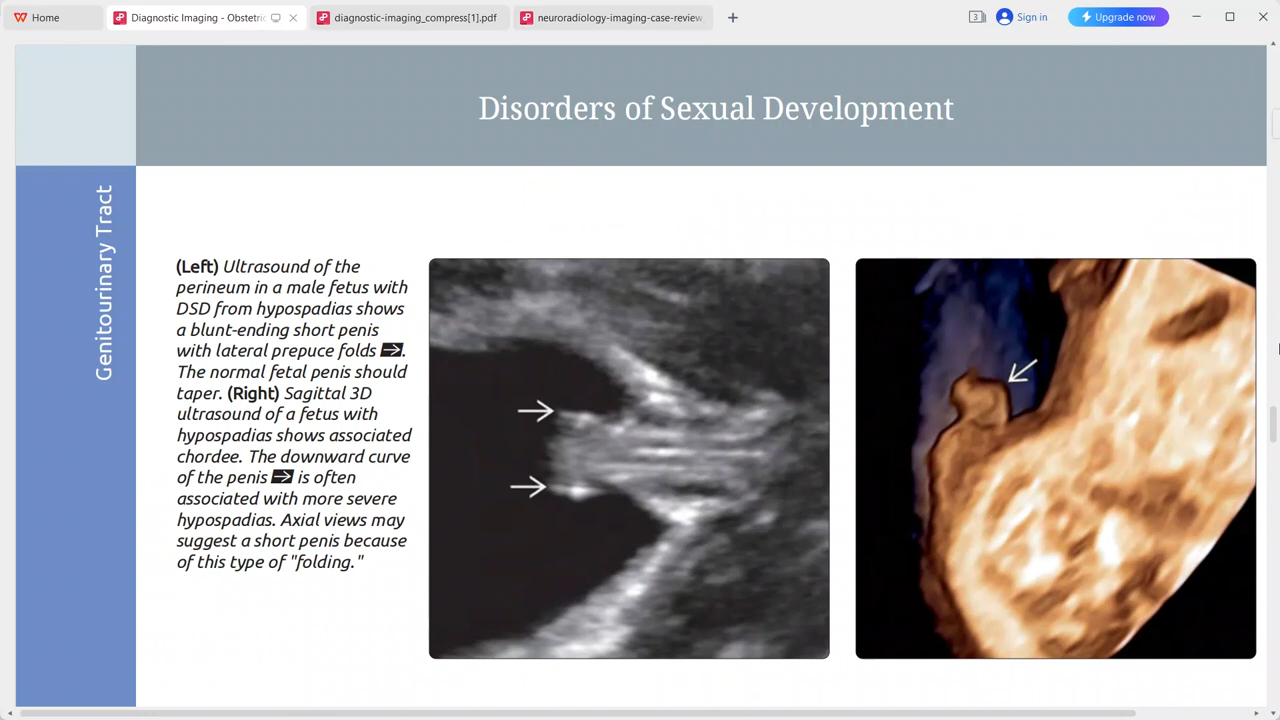 Home
Diagnostic Imaging - Obstetric
diagnostic-imaging_compress[1].pdf
neuroradiology-imaging-case-review
3
Sign in
Upgrade now
Disorders of Sexual Development
Genitourinary Tract
(Left) Ultrasound of the
perineum in a male fetus with
DSD from hypospadias shows
a blunt-ending short penis
with lateral prepuce folds ➡.
The normal fetal penis should
taper. (Right) Sagittal 3D
ultrasound of a fetus with
hypospadias shows associated
chordee. The downward curve
of the penis ➡ is often
associated with more severe
hypospadias. Axial views may
suggest a short penis because
of this type of "folding."